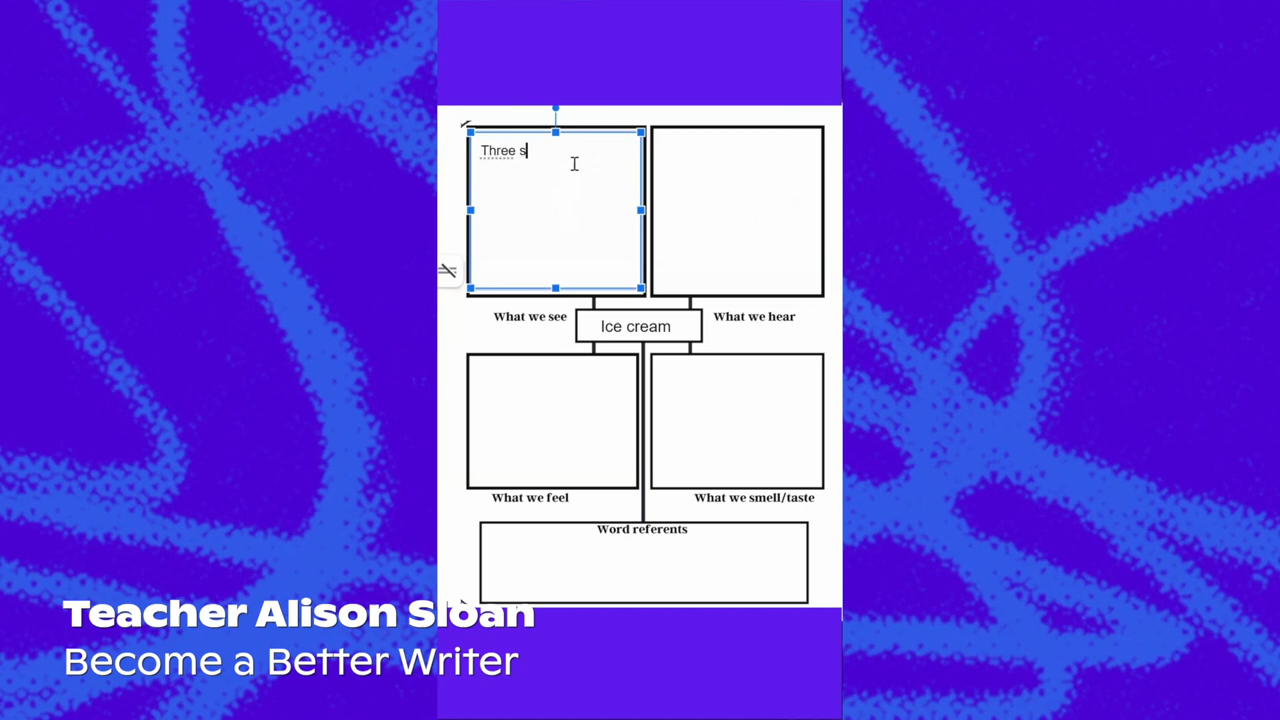 Three s
What we see
Ice cream
What we hear
What we feel
What we smell/taste
Word referents
Teacher Alison Sloan
Become a Better Writer